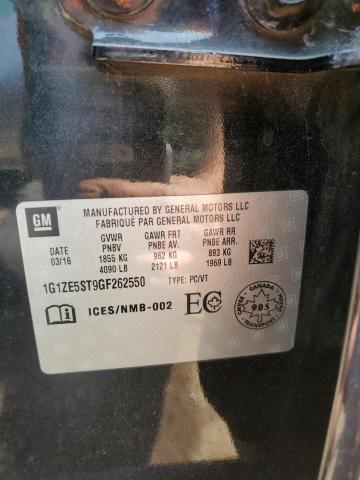 GM
MANUFACTURED BY GENERAL MOTORS LLC
FABRIQUÉ PAR GENERAL MOTORS LLC
DATE
03/16
GVWR
PNBV
1855 KG
4090 LB
GAWR FRT
PNBE AV.
962 KG
2121 LB
GAWR RR
PNBE ARR.
893 KG
1969 LB
1G1ZE5ST9GF262550 TYPE: PC/VT
ICES/NMB-002
EC
CANADA
985
TRANSPORT